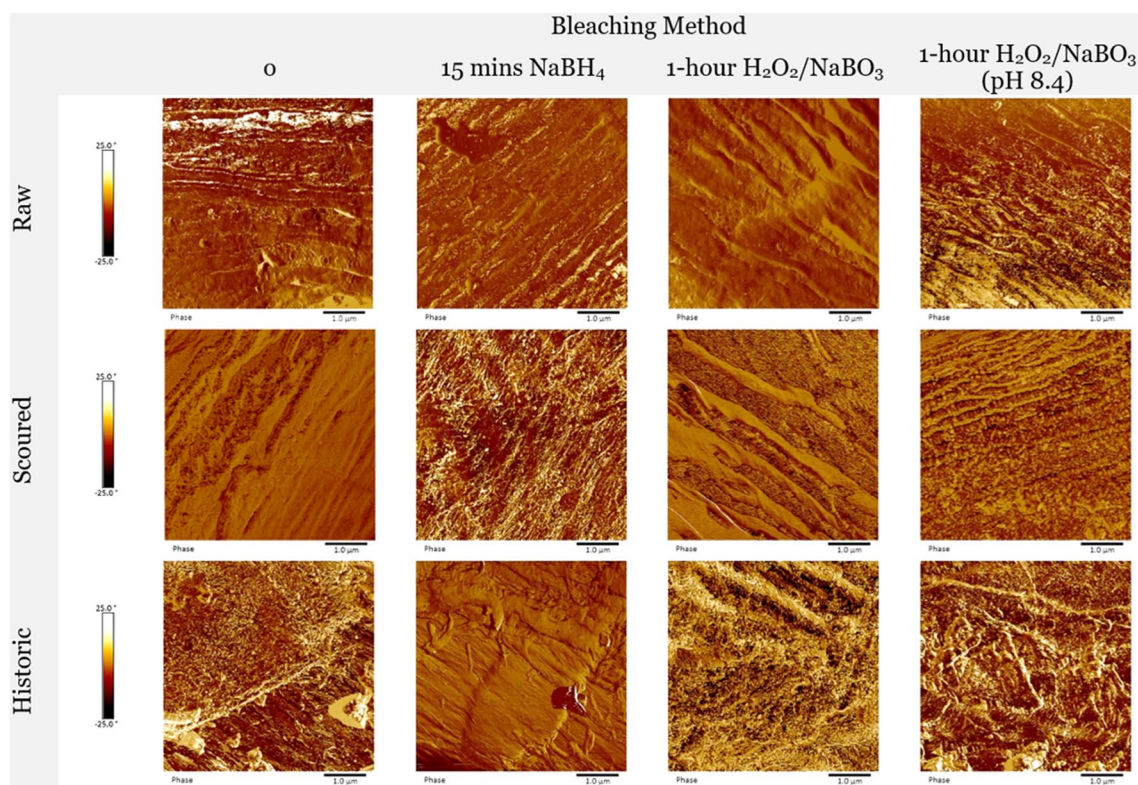 Bleaching Method
0
15 mins NaBH₄
1-hour H₂O₂/NaBO₃
1-hour H₂O₂/NaBO₃
(pH 8.4)
Raw
25.0 °
-25.0 °
Phase
1.0 µm
Phase
1.0 µm
Phase
1.0 µm
Phase
1.0 µm
Scoured
25.0 °
-25.0 °
Phase
1.0 µm
Phase
1.0 µm
Phase
1.0 µm
Phase
1.0 µm
Historic
25.0 °
-25.0 °
Phase
1.0 µm
Phase
1.0 µm
Phase
1.0 µm
Phase
1.0 µm